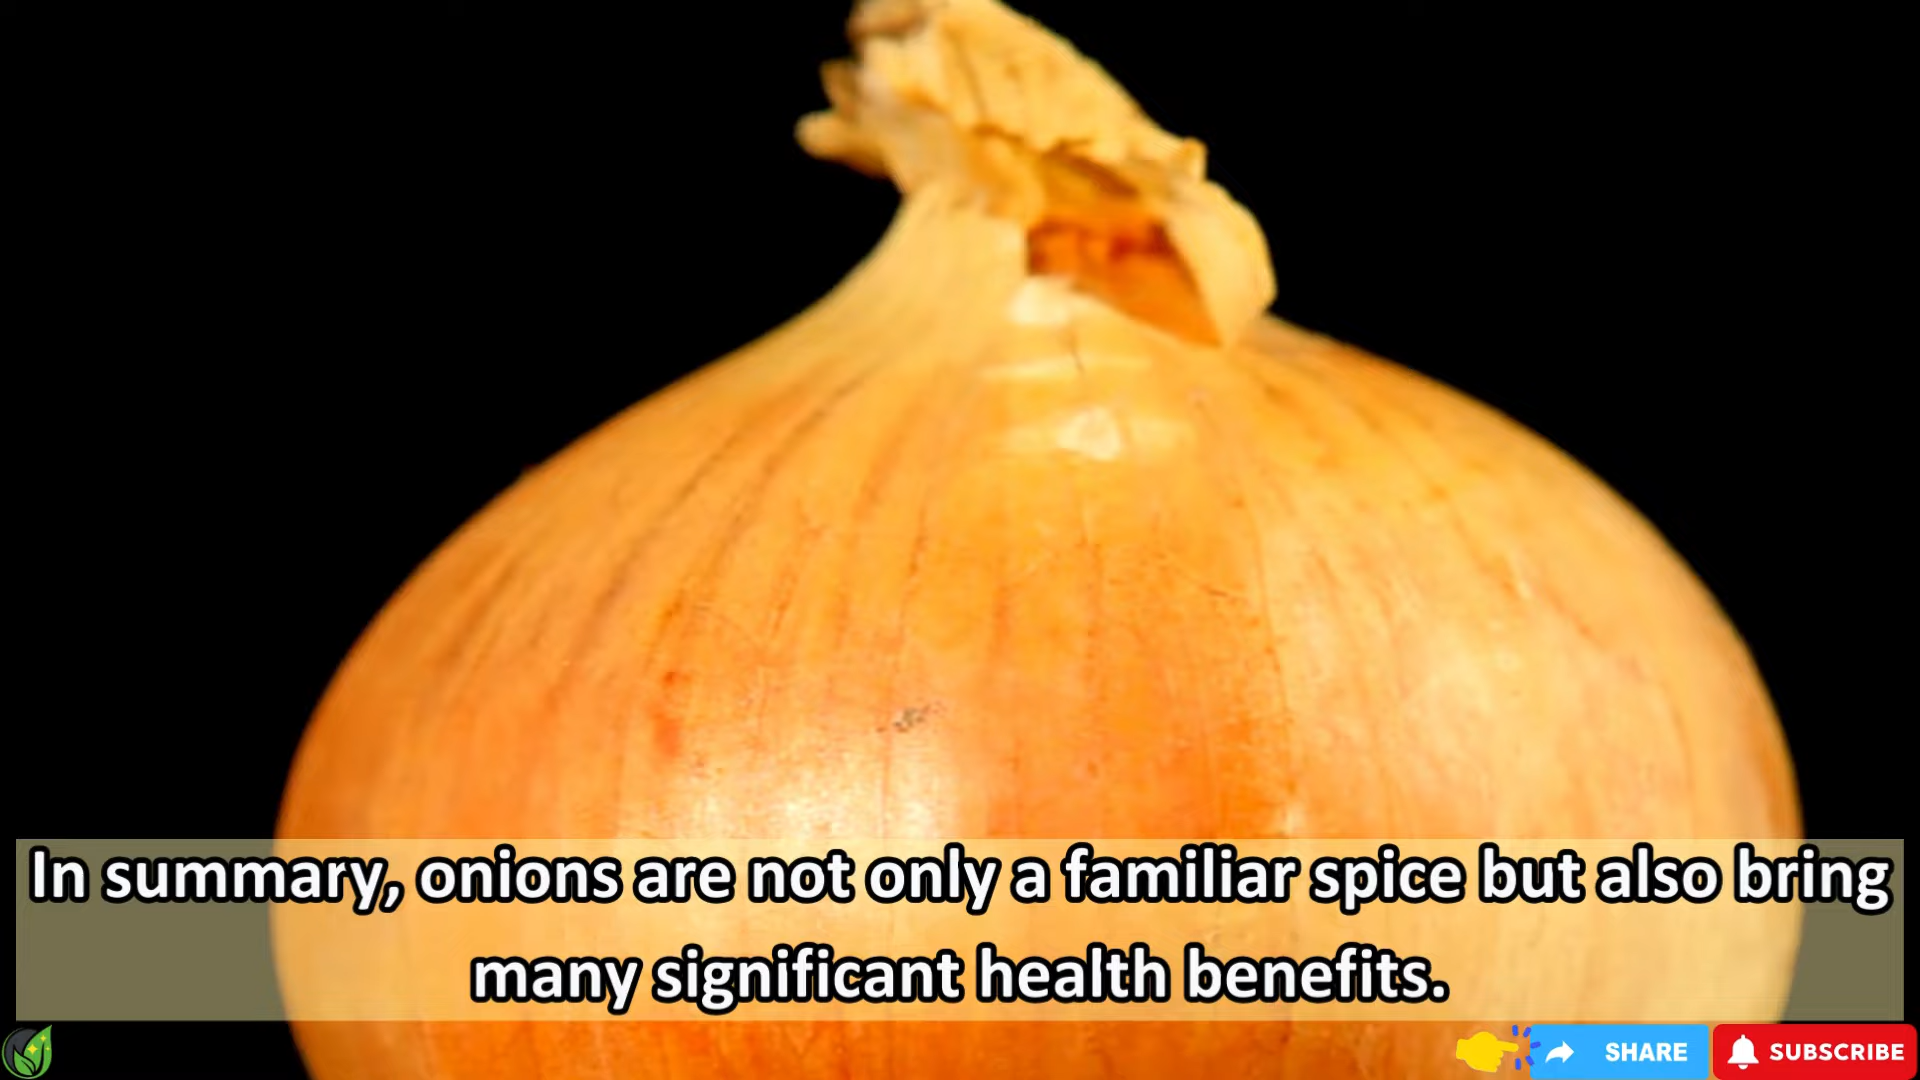 In summary, onions are not only a familiar spice but also bring
many significant health benefits.
SHARE
SUBSCRIBE